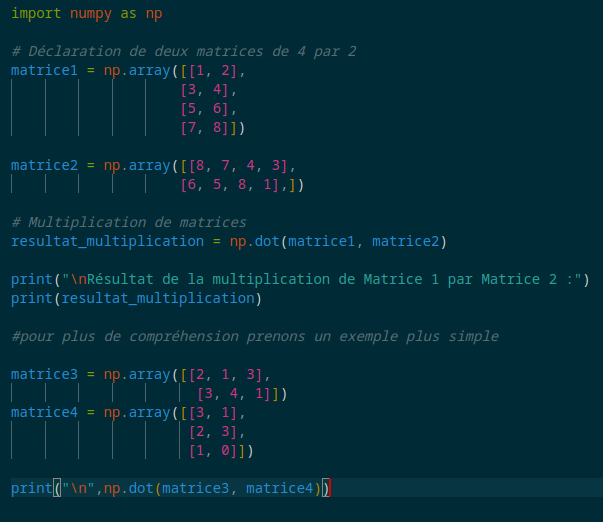 import numpy as np
# Déclaration de deux matrices de 4 par 2
matrice1 = np.array([[1, 2],
[3, 4],
[5, 6],
[7, 8]])
matrice2 = np.array([[8, 7, 4, 3],
[6, 5, 8, 1],])
# Multiplication de matrices
resultat_multiplication = np.dot(matrice1, matrice2)
print("\nRésultat de la multiplication de Matrice 1 par Matrice 2 :")
print(resultat_multiplication)
#pour plus de compréhension prenons un exemple plus simple
matrice3 = np.array([[2, 1, 3],
[3, 4, 1]])
matrice4 = np.array([[3, 1],
[2, 3],
[1, 0]])
print("\n",np.dot(matrice3, matrice4))